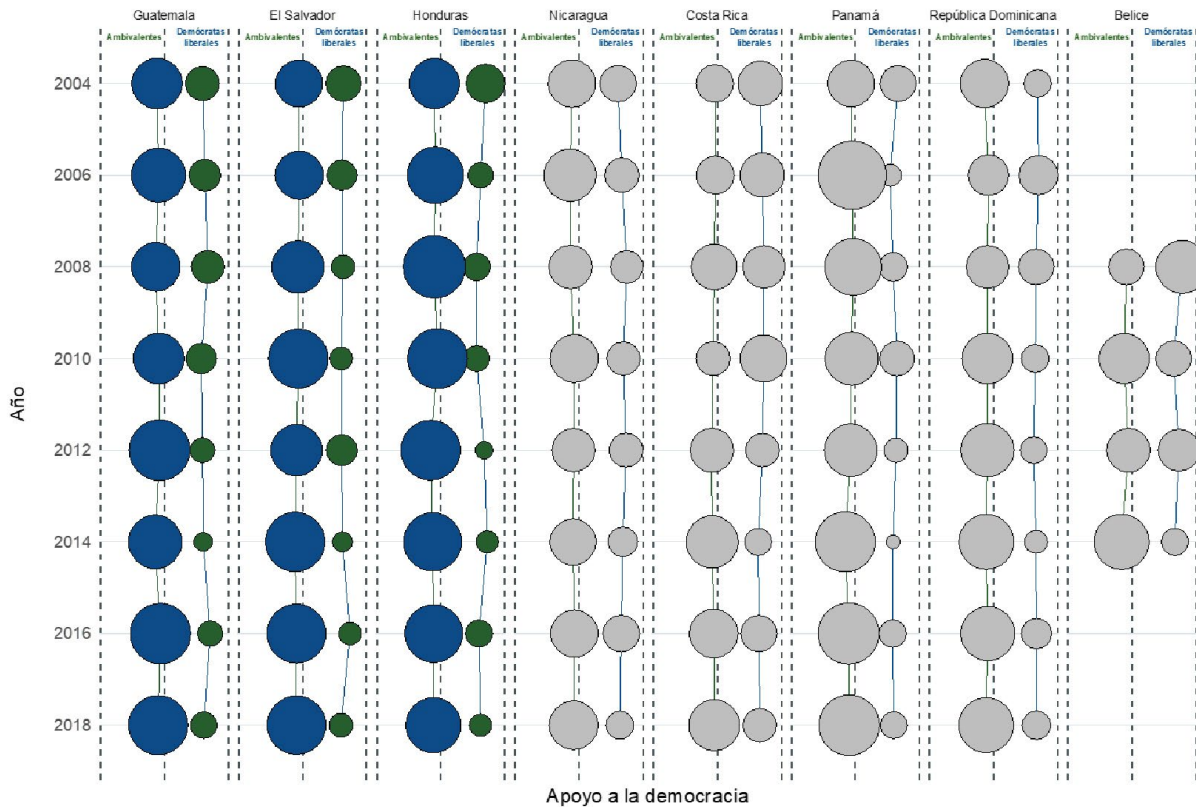 Guatemala El Salvador Honduras Nicaragua Costa Rica Panamá República Dominicana Belice
Ambivalentes Demócratas liberales Ambivalentes Demócratas liberales Ambivalentes Demócratas liberales Ambivalentes Demócratas liberales Ambivalentes Demócratas liberales Ambivalentes Demócratas liberales Ambivalentes Demócratas liberales Ambivalentes Demócratas liberales
2004
2006
2008
2010
2012
2014
2016
2018
Año
Apoyo a la democracia